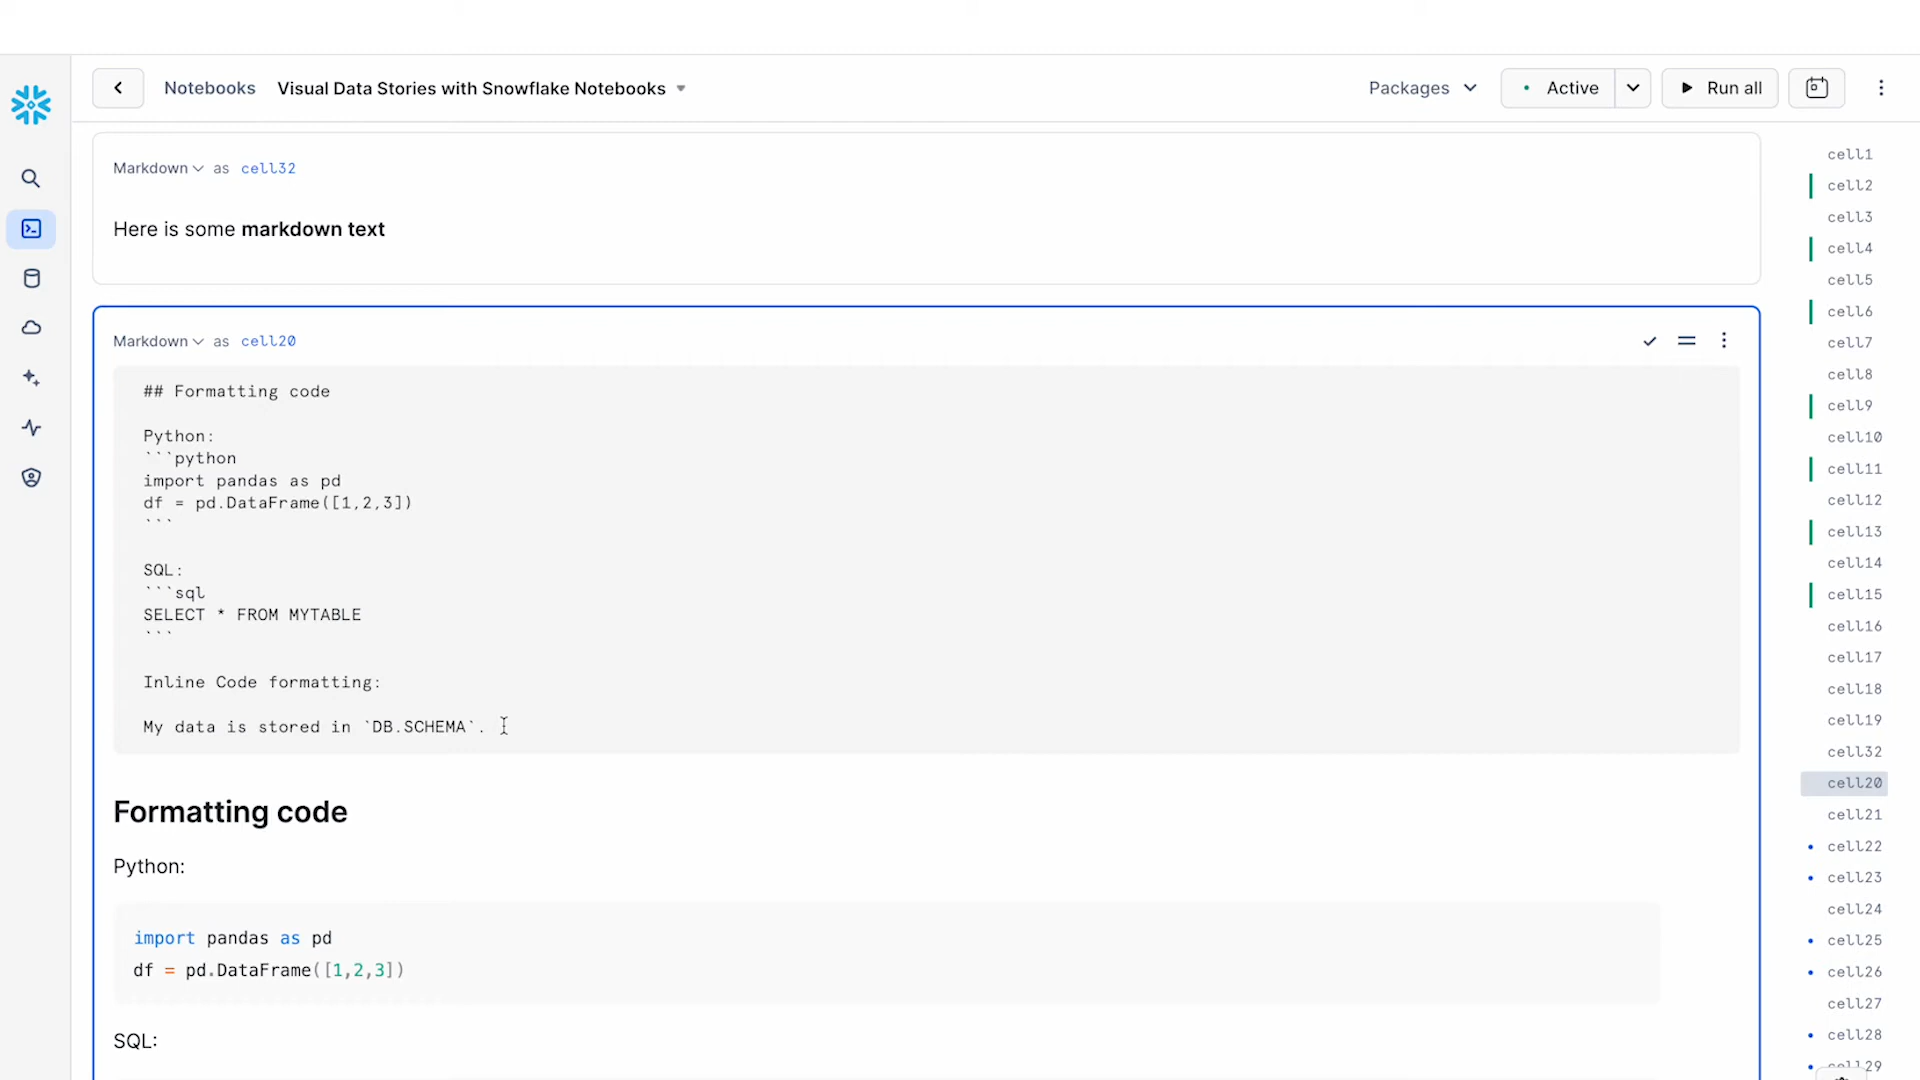 Notebooks Visual Data Stories with Snowflake Notebooks
Packages Active Run all
Markdown as cell32
Here is some markdown text
Markdown as cell20
## Formatting code
Python:
```python
import pandas as pd
df = pd.DataFrame([1,2,3])
```
SQL:
```sql
SELECT * FROM MYTABLE
```
Inline Code formatting:
My data is stored in `DB.SCHEMA`.
Formatting code
Python:
import pandas as pd
df = pd.DataFrame([1,2,3])
SQL:
cell1
cell2
cell3
cell4
cell5
cell6
cell7
cell8
cell9
cell10
cell11
cell12
cell13
cell14
cell15
cell16
cell17
cell18
cell19
cell32
cell20
cell21
cell22
cell23
cell24
cell25
cell26
cell27
cell28
cell29